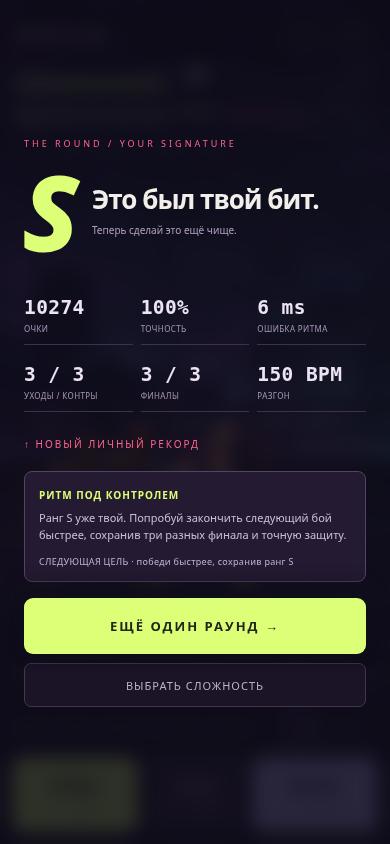 THE ROUND / YOUR SIGNATURE
S
Это был твой бит.
Теперь сделай это ещё чище.
10274
100%
6 ms
ОЧКИ
ТОЧНОСТЬ
ОШИБКА РИТМА
3 / 3
3 / 3
150 BPM
УХОДЫ / КОНТРЫ
ФИНАЛЫ
РАЗГОН
↑ НОВЫЙ ЛИЧНЫЙ РЕКОРД
РИТМ ПОД КОНТРОЛЕМ
Ранг S уже твой. Попробуй закончить следующий бой
быстрее, сохранив три разных финала и точную защиту.
СЛЕДУЮЩАЯ ЦЕЛЬ · победи быстрее, сохранив ранг S
ЕЩЁ ОДИН РАУНД →
ВЫБРАТЬ СЛОЖНОСТЬ